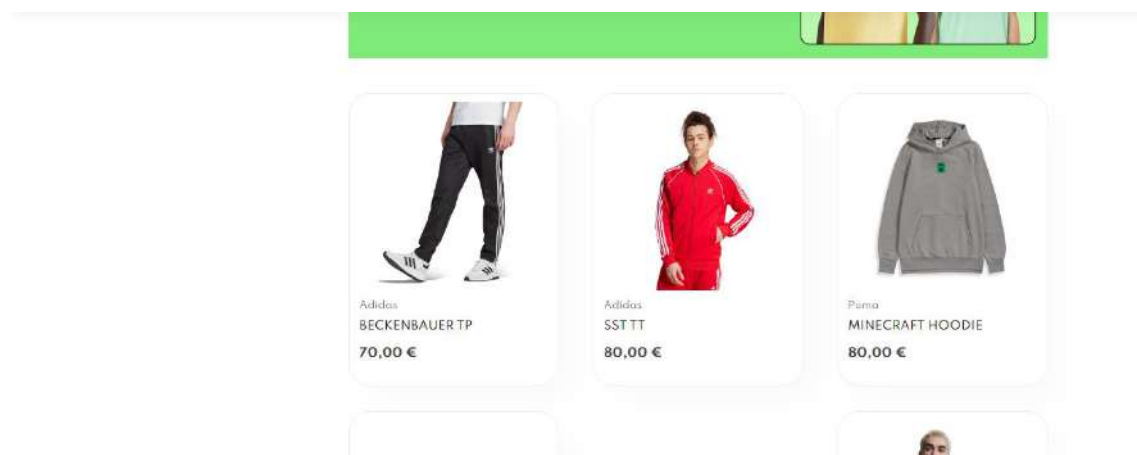 Adidas
BECKENBAUER TP
70,00 €
Adidas
SST TT
80,00 €
Puma
MINECRAFT HOODIE
80,00 €